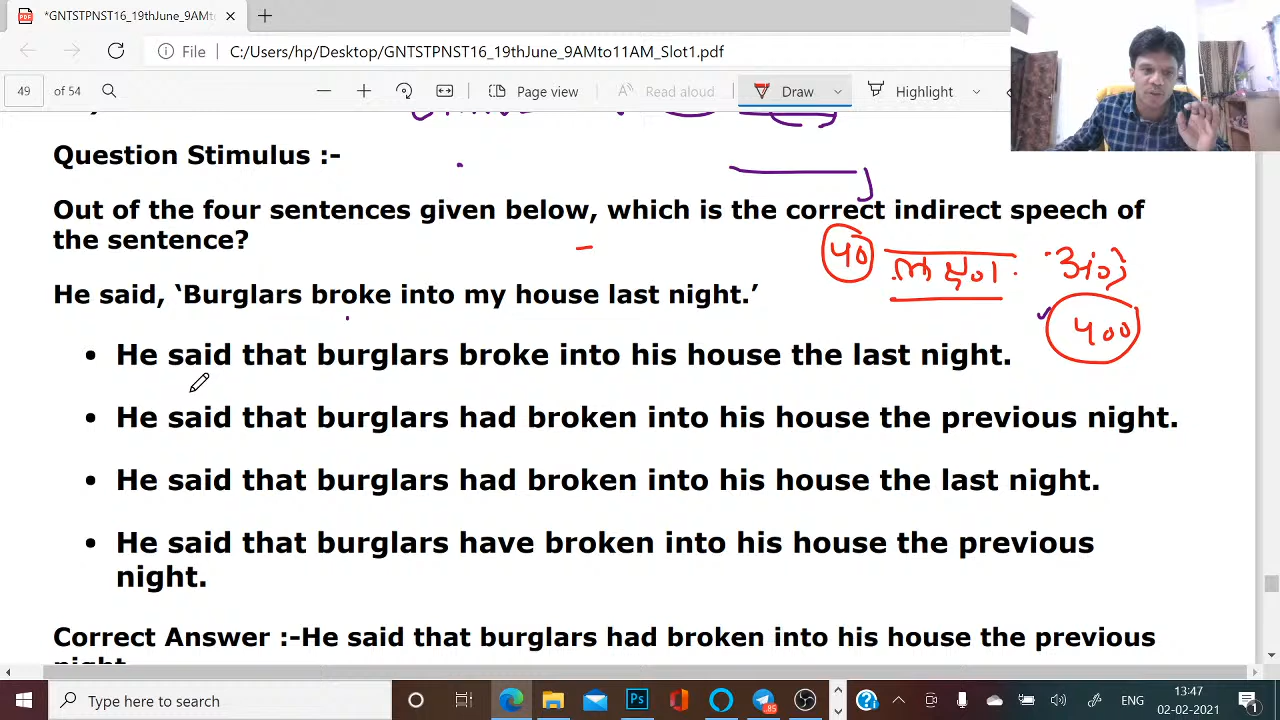 *GNTSTPNST16_19thJune_9AMt
File
C:/Users/hp/Desktop/GNTSTPNST16_19thJune_9AMto11AM_Slot1.pdf
49
of 54
Page view
Read aloud
Draw
Highlight
Question Stimulus :-
Out of the four sentences given below, which is the correct indirect speech of
the sentence?
40
400
He said, ‘Burglars broke into my house last night.’
• He said that burglars broke into his house the last night.
• He said that burglars had broken into his house the previous night.
• He said that burglars had broken into his house the last night.
• He said that burglars have broken into his house the previous
night.
Correct Answer :-He said that burglars had broken into his house the previous
night
Type here to search
Ps
.85
ENG
13:47
02-02-2021
1